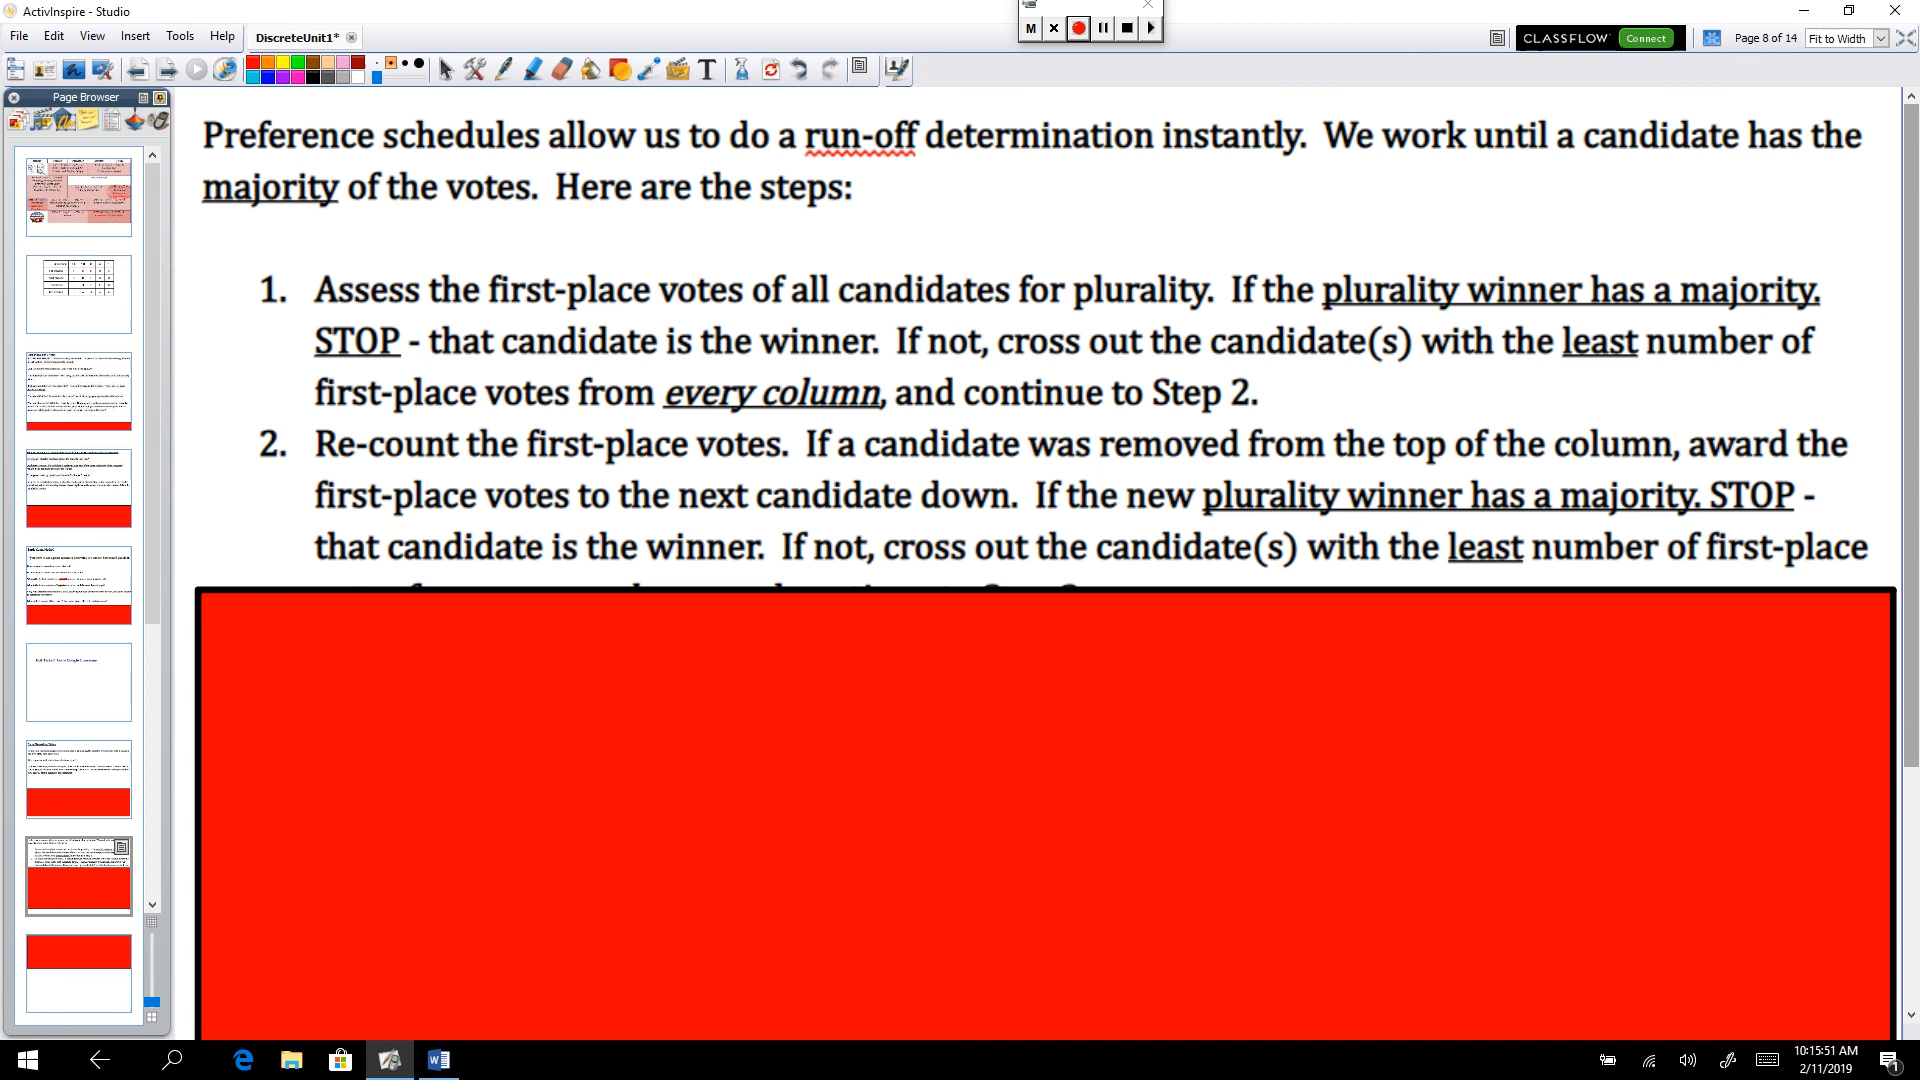 ActivInspire - Studio
File Edit View Insert Tools Help
DiscreteUnit1*
M
CLASSFLOW Connect
Page 8 of 14
Fit to Width
Page Browser
Preference schedules allow us to do a run-off determination instantly. We work until a candidate has the
majority of the votes. Here are the steps:
1. Assess the first-place votes of all candidates for plurality. If the plurality winner has a majority.
STOP - that candidate is the winner. If not, cross out the candidate(s) with the least number of
first-place votes from every column, and continue to Step 2.
2. Re-count the first-place votes. If a candidate was removed from the top of the column, award the
first-place votes to the next candidate down. If the new plurality winner has a majority. STOP -
that candidate is the winner. If not, cross out the candidate(s) with the least number of first-place
10:15:51 AM
2/11/2019
1